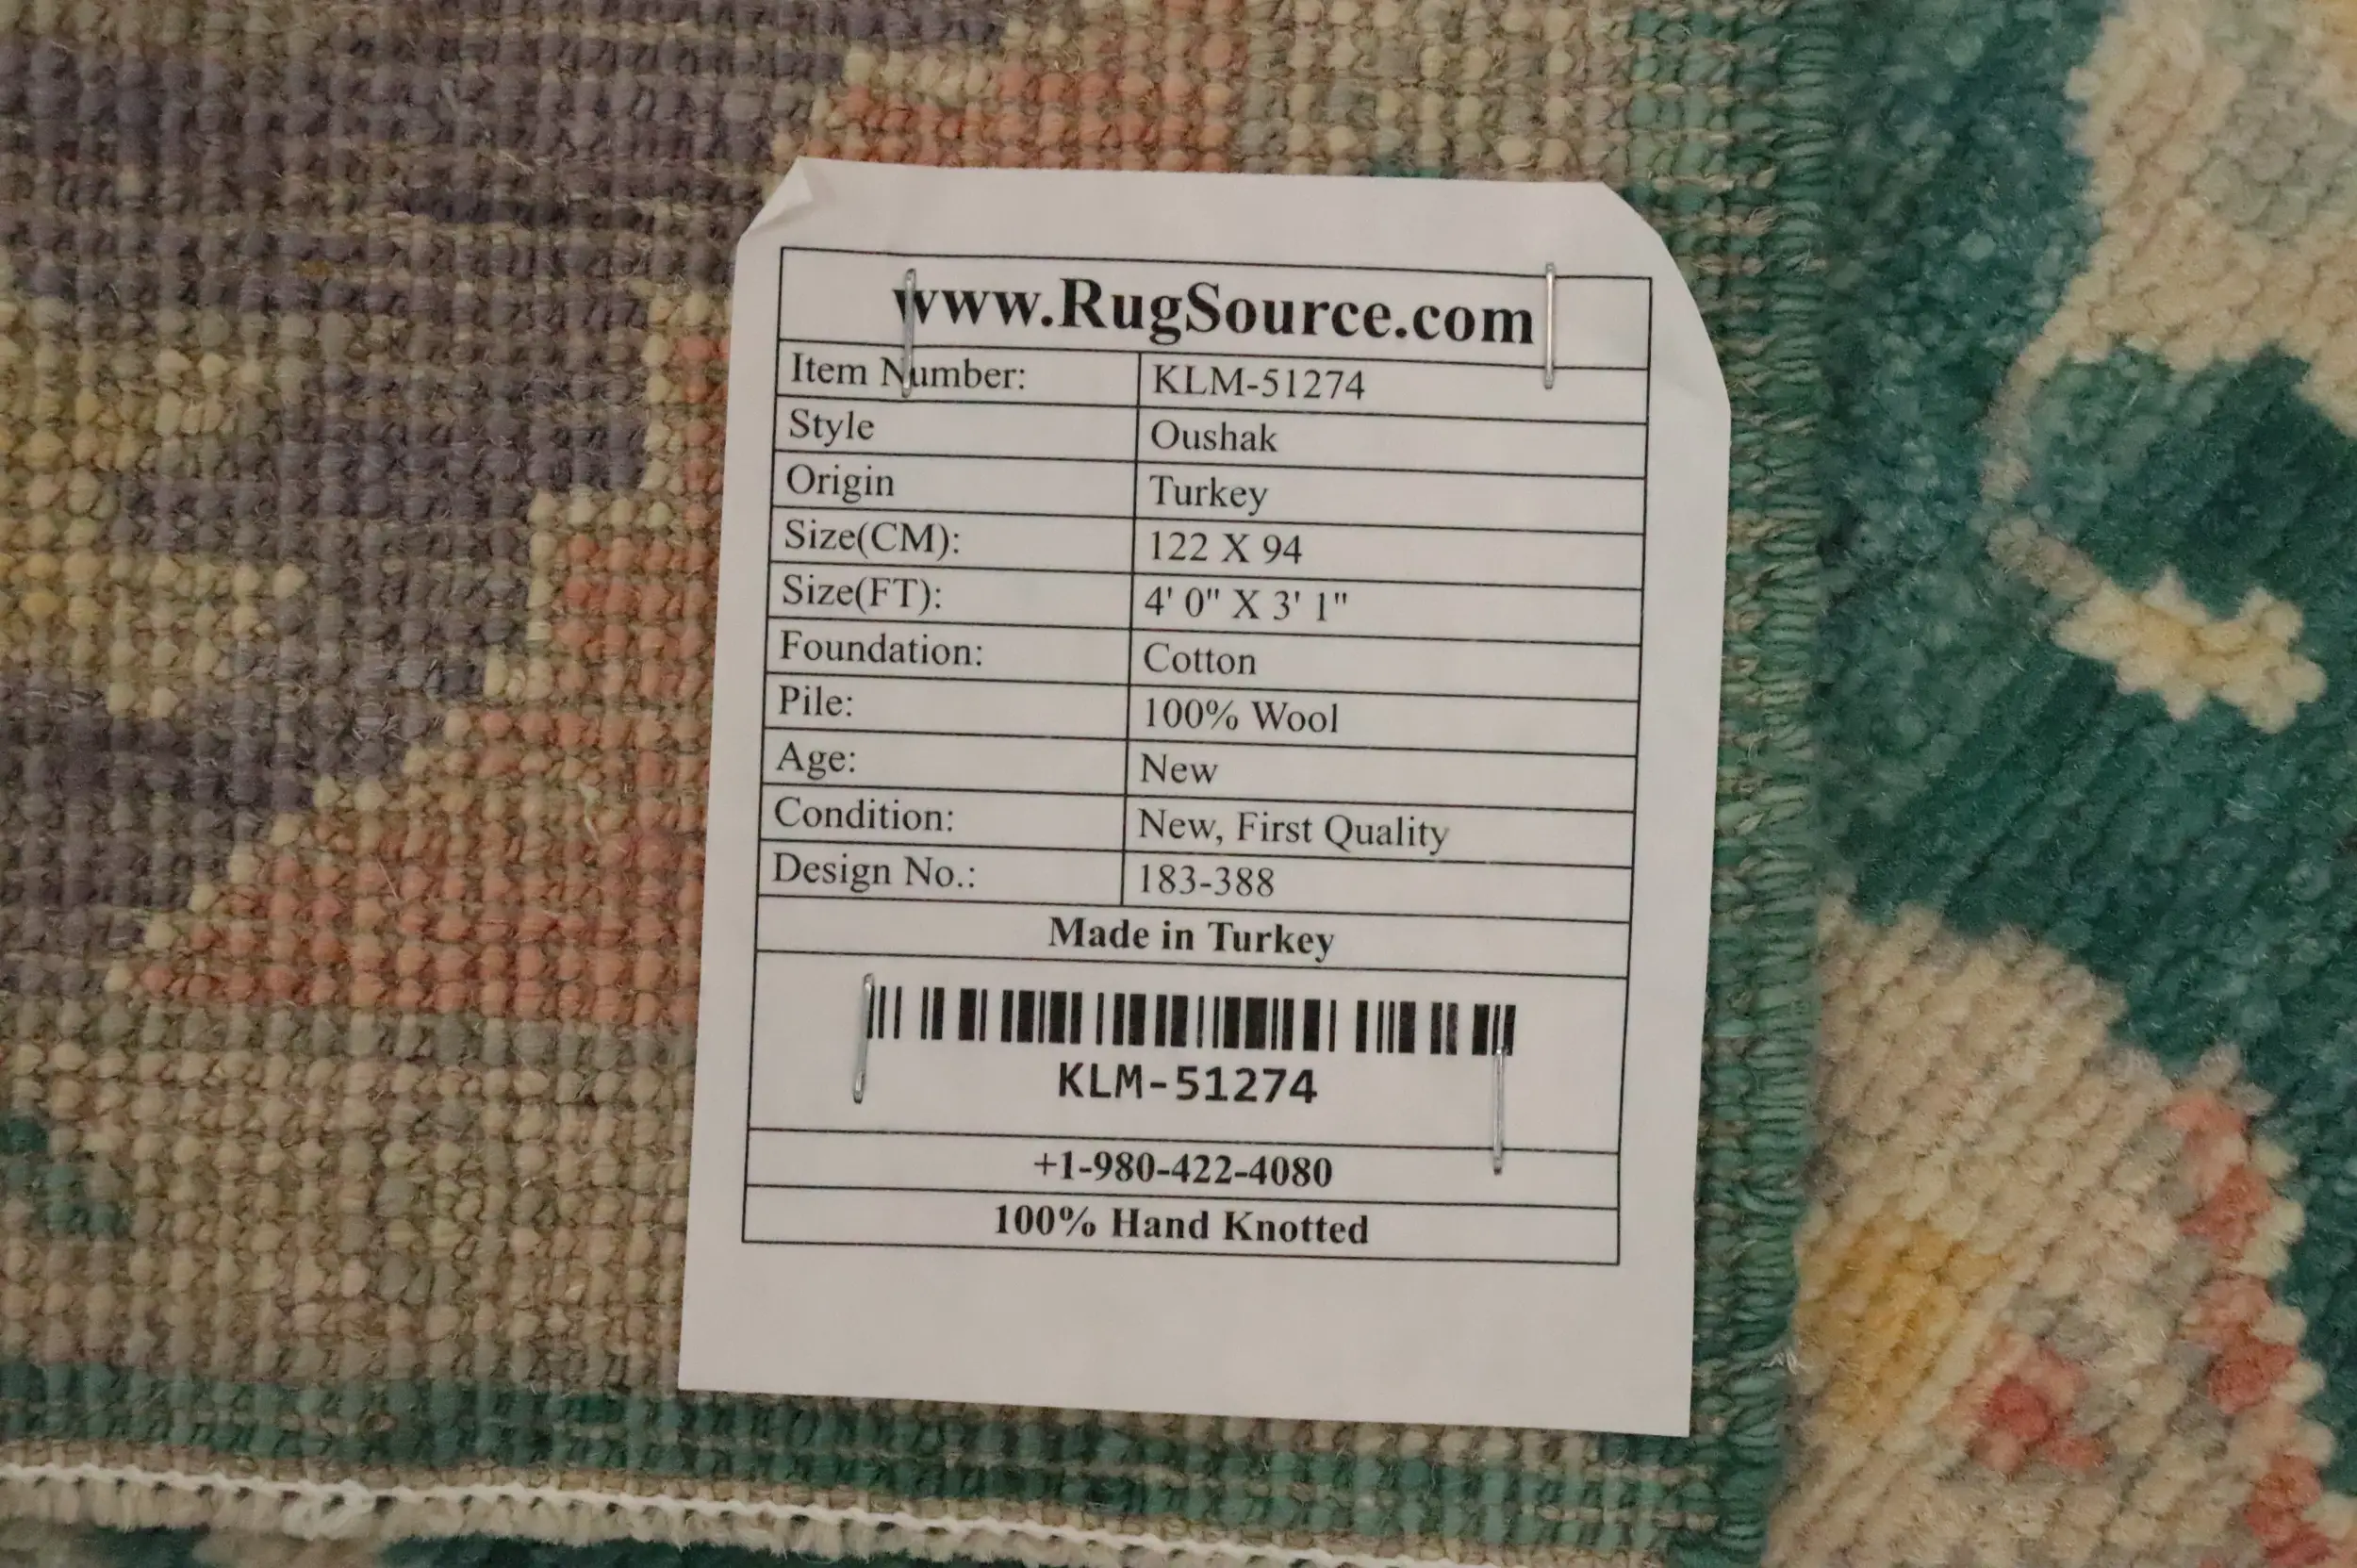 www.RugSource.com
Item Number: KLM-51274
Style Oushak
Origin Turkey
Size(CM): 122 X 94
Size(FT): 4' 0" X 3' 1"
Foundation: Cotton
Pile: 100% Wool
Age: New
Condition: New, First Quality
Design No.: 183-388
Made in Turkey
KLM-51274
+1-980-422-4080
100% Hand Knotted